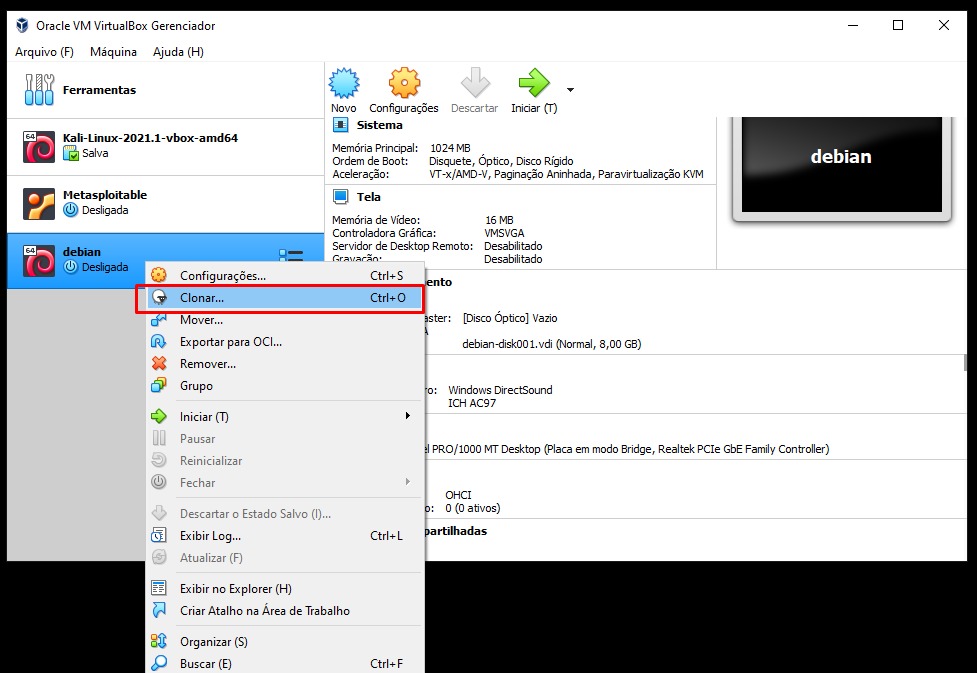 Oracle VM VirtualBox Gerenciador
Arquivo (F) Máquina Ajuda (H)
Ferramentas
Novo Configurações Descartar Iniciar (T)
64
Kali-Linux-2021.1-vbox-amd64
Salva
Metasploitable
Desligada
64
debian
Desligada
Sistema
Memória Principal: 1024 MB
Ordem de Boot: Disquete, Óptico, Disco Rígido
Aceleração: VT-x/AMD-V, Paginação Aninhada, Paravirtualização KVM
debian
Tela
Memória de Vídeo: 16 MB
Controladora Gráfica: VMSVGA
Servidor de Desktop Remoto: Desabilitado
Gravação: Desabilitado
Configurações... Ctrl+S
Clonar... Ctrl+O
Mover...
Exportar para OCI...
Remover...
Grupo
Iniciar (T)
Pausar
Reinicializar
Fechar
Descartar o Estado Salvo (I)...
Exibir Log... Ctrl+L
Atualizar (F)
Exibir no Explorer (H)
Criar Atalho na Área de Trabalho
Organizar (S)
Buscar (E) Ctrl+F
ento
aster: [Disco Óptico] Vazio
A
debian-disk001.vdi (Normal, 8,00 GB)
ro: Windows DirectSound
ICH AC97
el PRO/1000 MT Desktop (Placa em modo Bridge, Realtek PCIe GbE Family Controller)
OHCI
o: 0 (0 ativos)
partilhadas